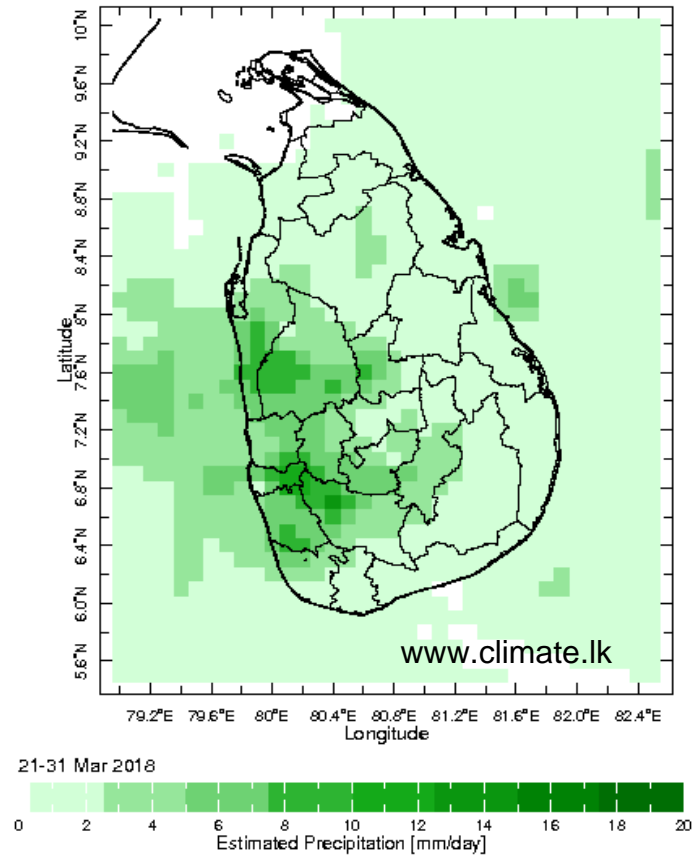 10°N
9.6°N
9.2°N
8.8°N
8.4°N
8°N
7.6°N
7.2°N
6.8°N
6.4°N
6.0°N
5.6°N
Latitude
www.climate.lk
79.2°E 79.6°E 80°E 80.4°E 80.8°E 81.2°E 81.6°E 82.0°E 82.4°E
Longitude
21-31 Mar 2018
0 2 4 6 8 10 12 14 16 18 20
Estimated Precipitation [mm/day]